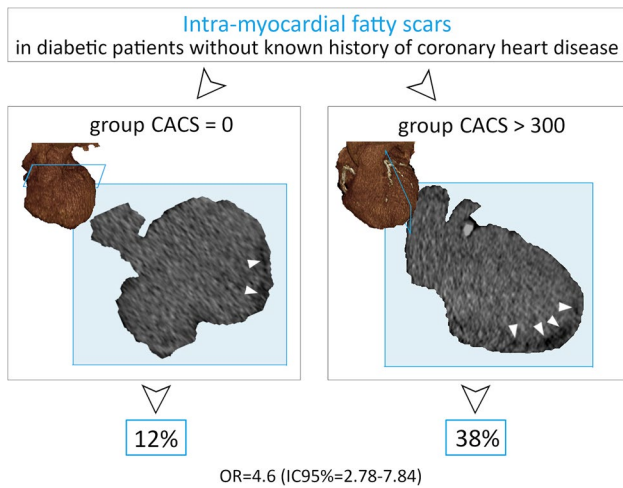 Intra-myocardial fatty scars
in diabetic patients without known history of coronary heart disease
group CACS = 0
group CACS > 300
12%
38%
OR=4.6 (IC95%=2.78-7.84)